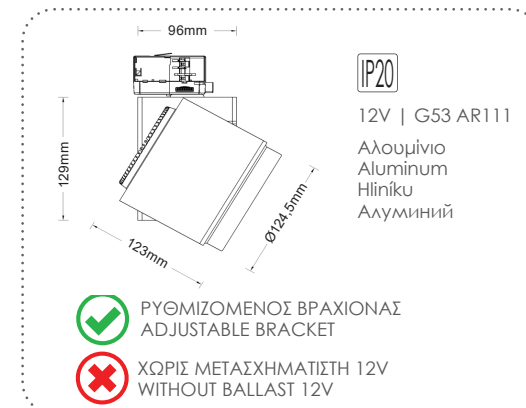 96mm
IP20
12V | G53 AR111
129mm
Αλουμίνιο
Aluminum
Hliníku
Алуминий
Ø124,5mm
123mm
ΡΥΘΜΙΖΟΜΕΝΟΣ ΒΡΑΧΙΟΝΑΣ
ADJUSTABLE BRACKET
ΧΩΡΙΣ ΜΕΤΑΣΧΗΜΑΤΙΣΤΗ 12V
WITHOUT BALLAST 12V